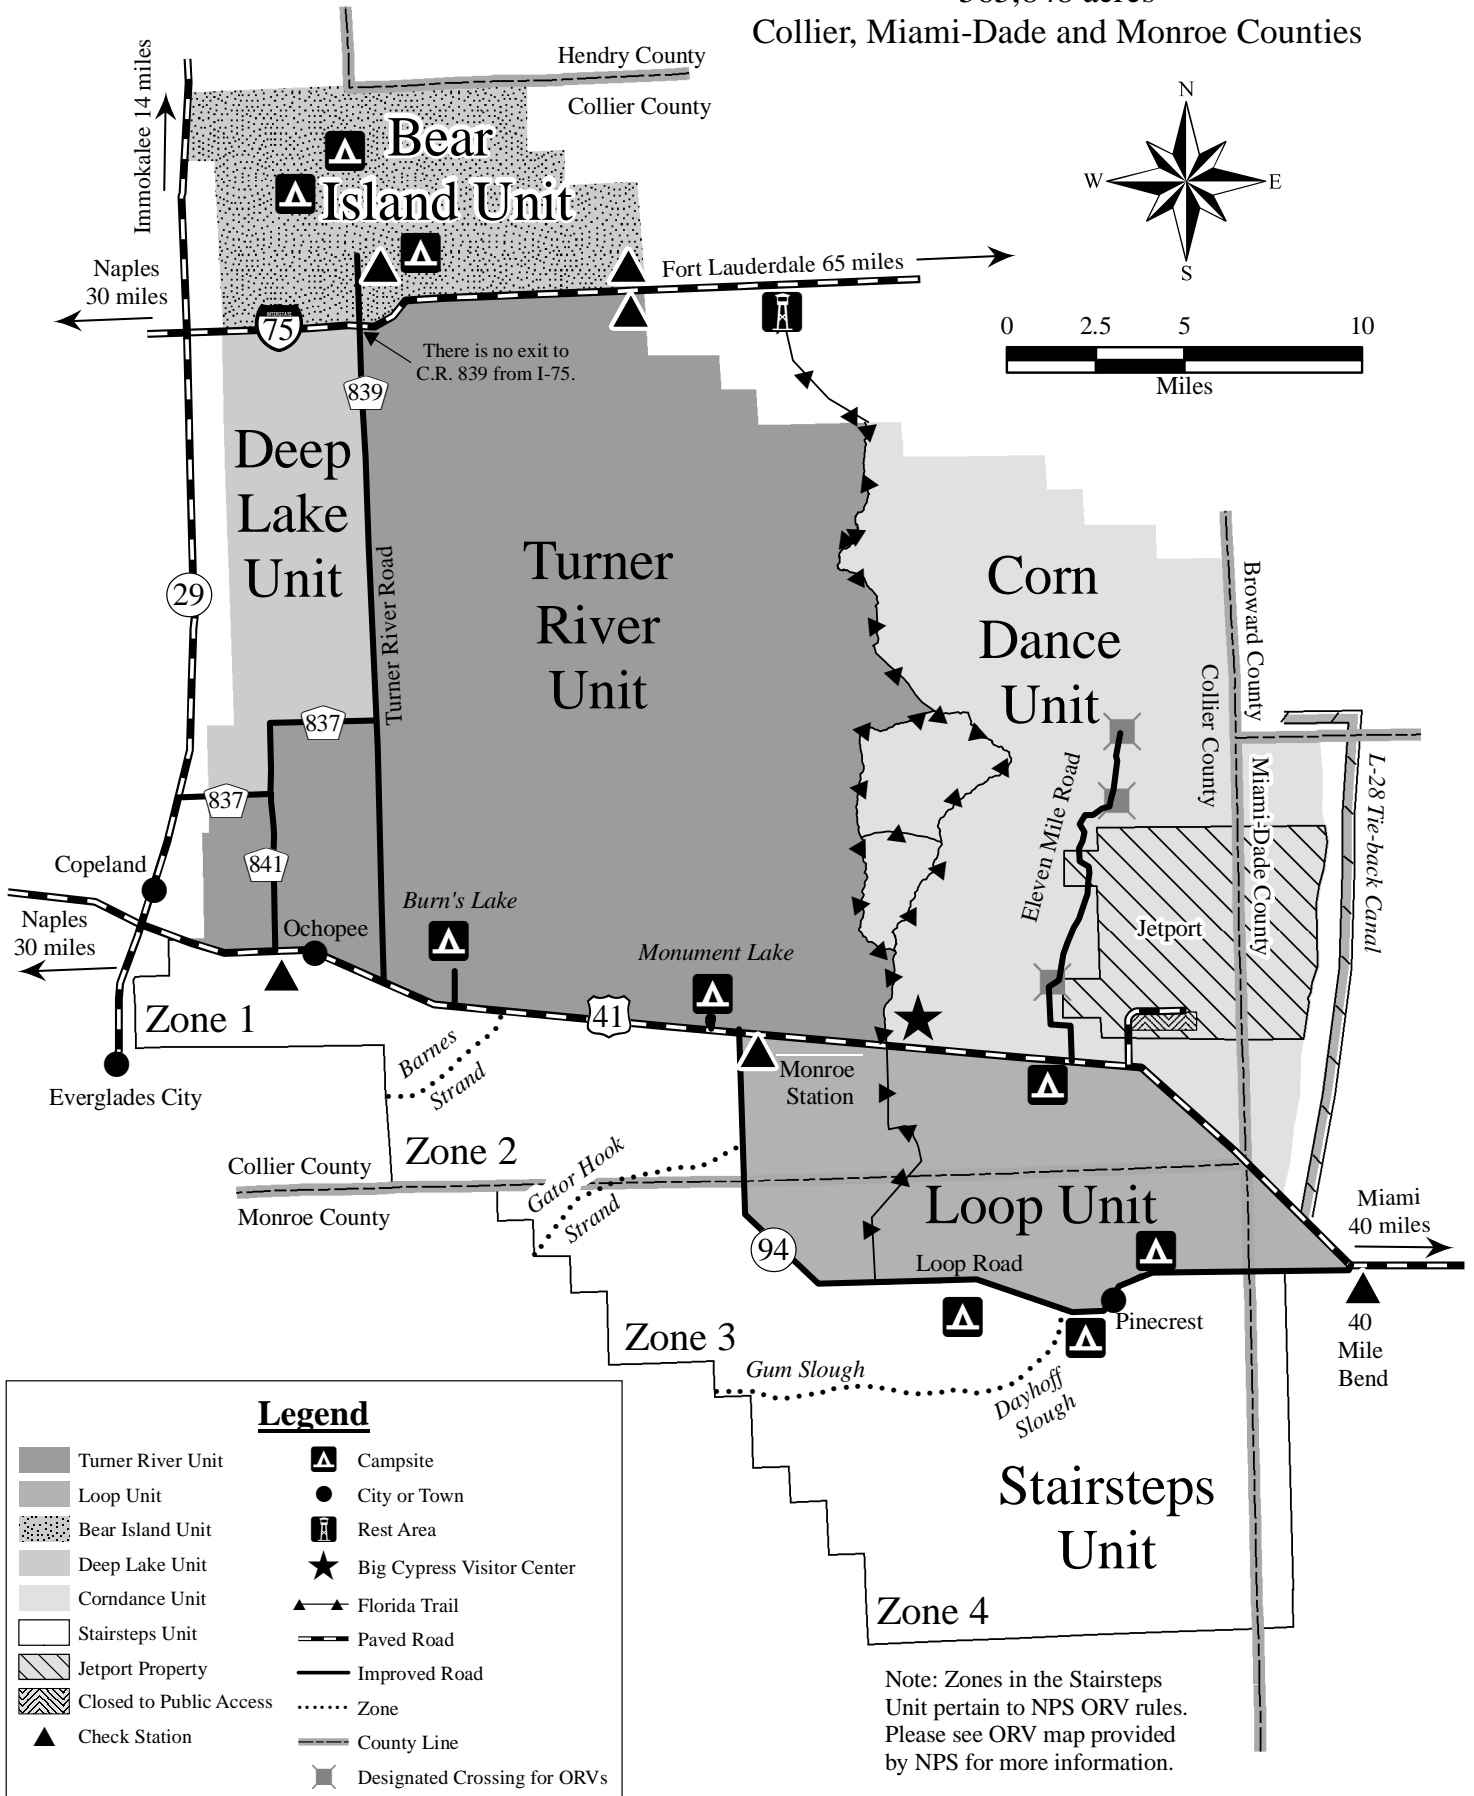 Collier, Miami-Dade and Monroe Counties
Hendry County
Collier County
Immokalee 14 miles
Bear
Island Unit
N
W
E
S
Naples
30 miles
Fort Lauderdale 65 miles
INTERSTATE
75
There is no exit to
C.R. 839 from I-75.
0
2.5
5
10
Miles
839
Deep
Lake
Unit
Turner
River
Unit
Corn
Dance
Unit
29
Turner River Road
Broward County
Collier County
837
837
841
Eleven Mile Road
Miami-Dade County
L-28 Tie-back Canal
Jetport
Copeland
Naples
30 miles
Ochopee
Burn's Lake
Monument Lake
Zone 1
41
Everglades City
Barnes
Strand
Monroe
Station
Zone 2
Collier County
Monroe County
Gator Hook
Strand
Loop Unit
94
Loop Road
Miami
40 miles
Pinecrest
40
Mile
Bend
Zone 3
Gum Slough
Dayhoff
Slough
Stairsteps
Unit
Zone 4
Legend
Turner River Unit
Loop Unit
Bear Island Unit
Deep Lake Unit
Corndance Unit
Stairsteps Unit
Jetport Property
Closed to Public Access
Check Station
Campsite
City or Town
Rest Area
Big Cypress Visitor Center
Florida Trail
Paved Road
Improved Road
Zone
County Line
Designated Crossing for ORVs
Note: Zones in the Stairsteps
Unit pertain to NPS ORV rules.
Please see ORV map provided
by NPS for more information.